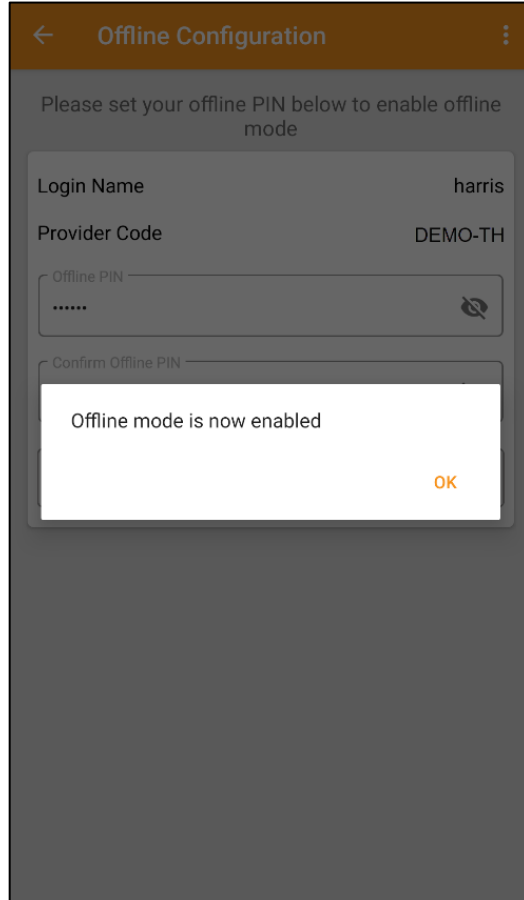 Offline Configuration
Please set your offline PIN below to enable offline
mode
Login Name harris
Provider Code DEMO-TH
Offline PIN
••••••
Confirm Offline PIN
Offline mode is now enabled
OK